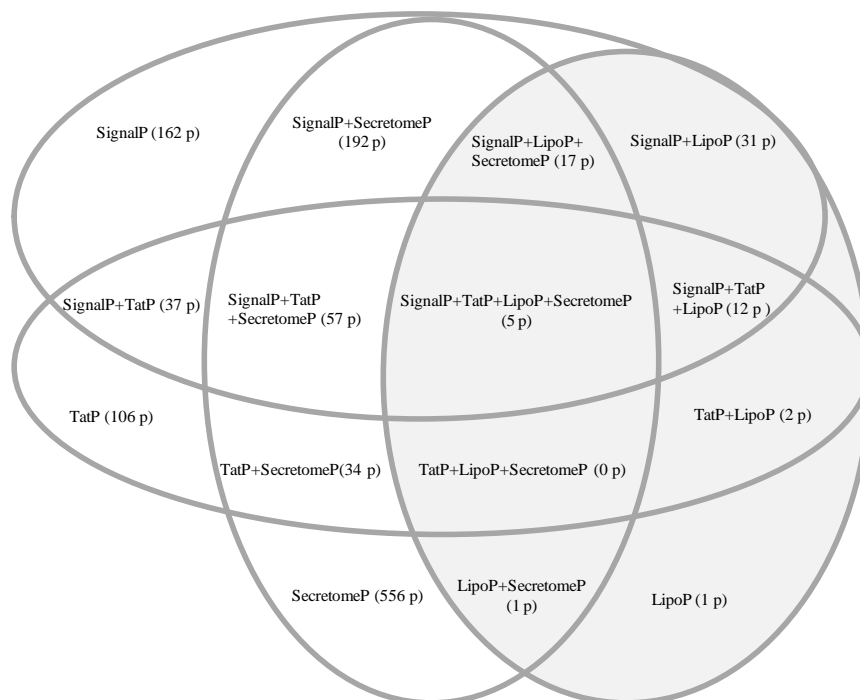 SignalP (162 p)
SignalP+SecretomeP
(192 p)
SignalP+LipoP+
SecretomeP (17 p)
SignalP+LipoP (31 p)
SignalP+TatP (37 p)
SignalP+TatP
+SecretomeP (57 p)
SignalP+TatP+LipoP+SecretomeP
(5 p)
SignalP+TatP
+LipoP (12 p )
TatP (106 p)
TatP+LipoP (2 p)
TatP+SecretomeP(34 p)
TatP+LipoP+SecretomeP (0 p)
SecretomeP (556 p)
LipoP+SecretomeP
(1 p)
LipoP (1 p)